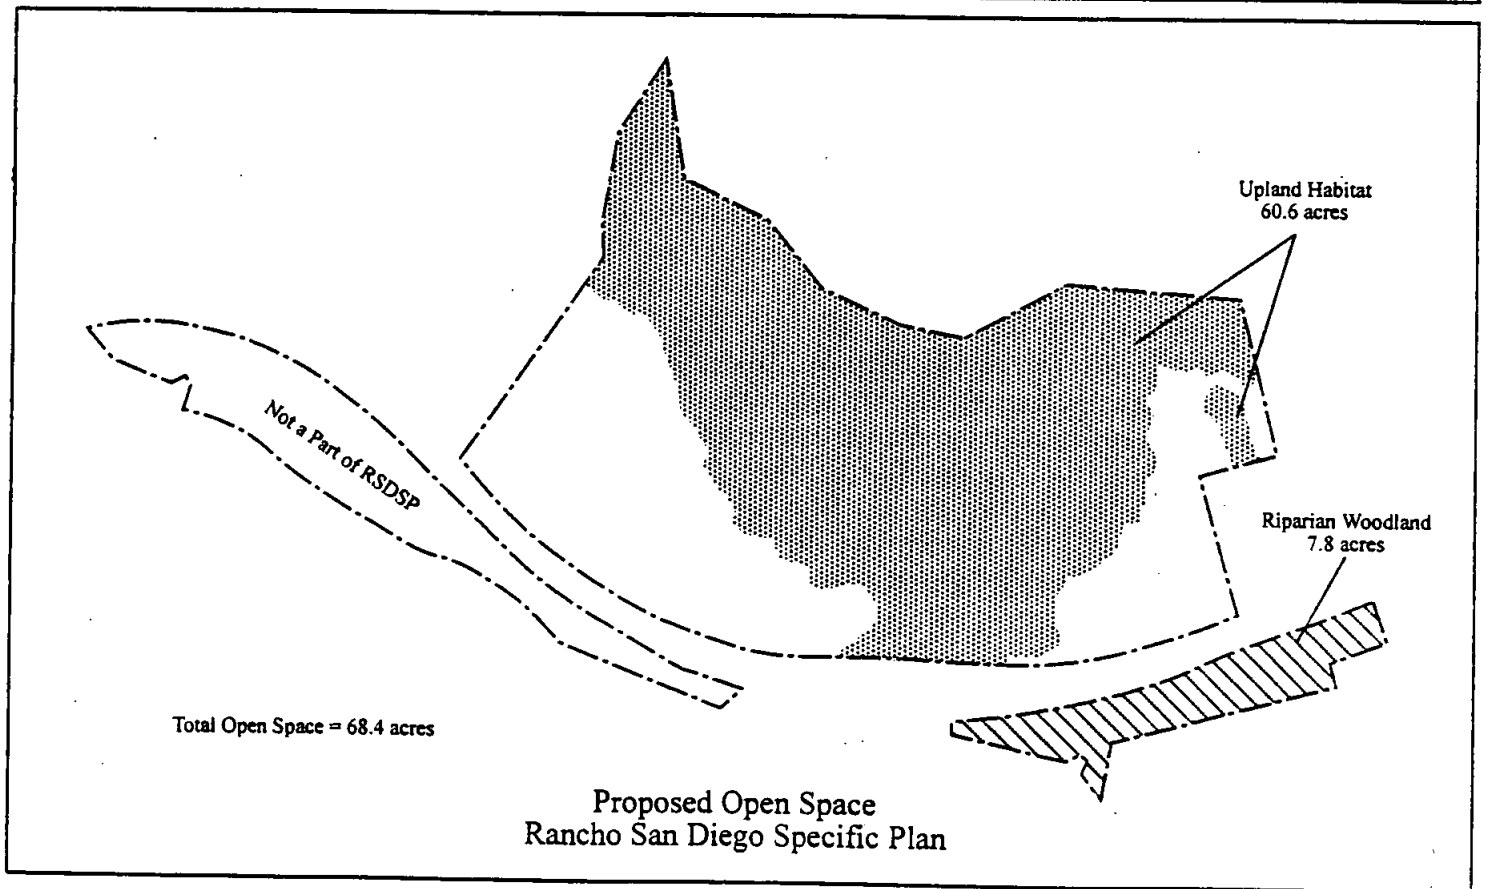 Upland Habitat
60.6 acres
Not a Part of RSDSP
Riparian Woodland
7.8 acres
Total Open Space = 68.4 acres
Proposed Open Space
Rancho San Diego Specific Plan